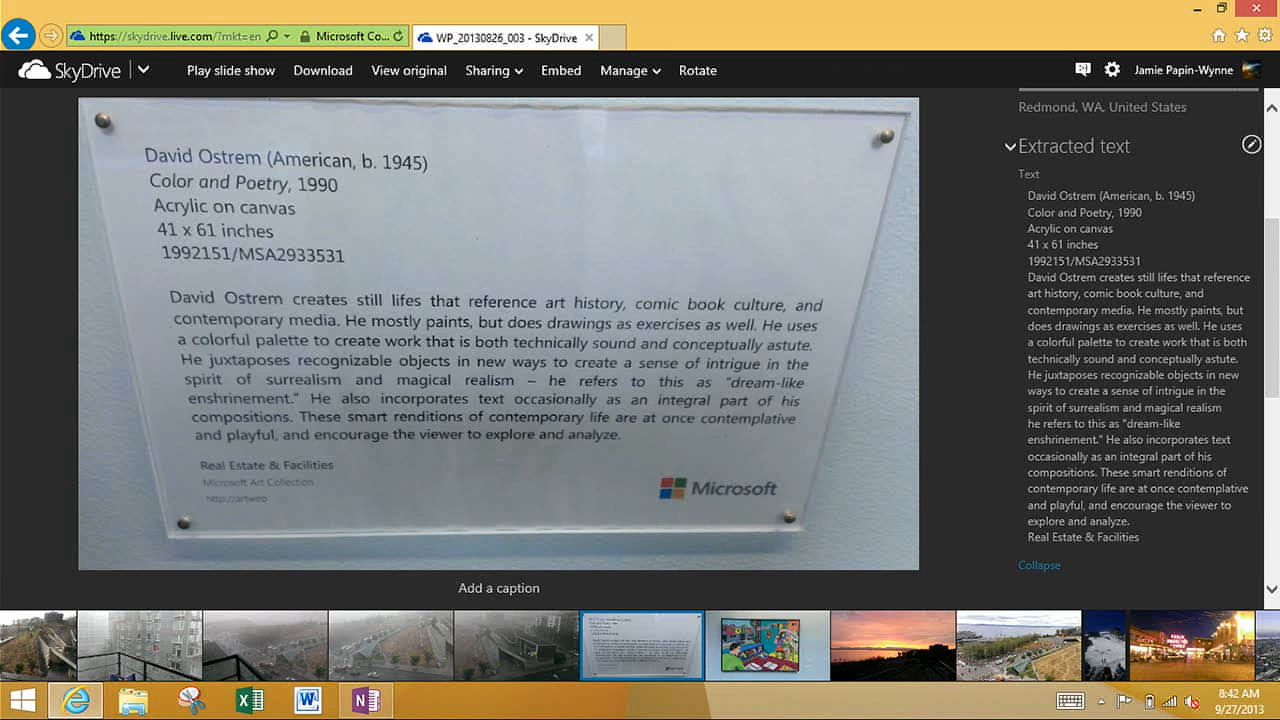 https://skydrive.live.com/?mkt=en
Microsoft Co...
WP_20130826_003 - SkyDrive
SkyDrive
Play slide show
Download
View original
Sharing
Embed
Manage
Rotate
Jamie Papin-Wynne
David Ostrem (American, b. 1945)
Color and Poetry, 1990
Acrylic on canvas
41 x 61 inches
1992151/MSA2933531
David Ostrem creates still lifes that reference art history, comic book culture, and
contemporary media. He mostly paints, but does drawings as exercises as well. He uses
a colorful palette to create work that is both technically sound and conceptually astute.
He juxtaposes recognizable objects in new ways to create a sense of intrigue in the
spirit of surrealism and magical realism – he refers to this as "dream-like
enshrinement." He also incorporates text occasionally as an integral part of his
compositions. These smart renditions of contemporary life are at once contemplative
and playful, and encourage the viewer to explore and analyze.
Real Estate & Facilities
Microsoft Art Collection
http://artweb
Microsoft
Add a caption
Redmond, WA, United States
Extracted text
Text
David Ostrem (American, b. 1945)
Color and Poetry, 1990
Acrylic on canvas
41 x 61 inches
1992151/MSA2933531
David Ostrem creates still lifes that reference
art history, comic book culture, and
contemporary media. He mostly paints, but
does drawings as exercises as well. He uses
a colorful palette to create work that is both
technically sound and conceptually astute.
He juxtaposes recognizable objects in new
ways to create a sense of intrigue in the
spirit of surrealism and magical realism
he refers to this as "dream-like
enshrinement." He also incorporates text
occasionally as an integral part of his
compositions. These smart renditions of
contemporary life are at once contemplative
and playful, and encourage the viewer to
explore and analyze.
Real Estate & Facilities
Collapse
8:42 AM
9/27/2013